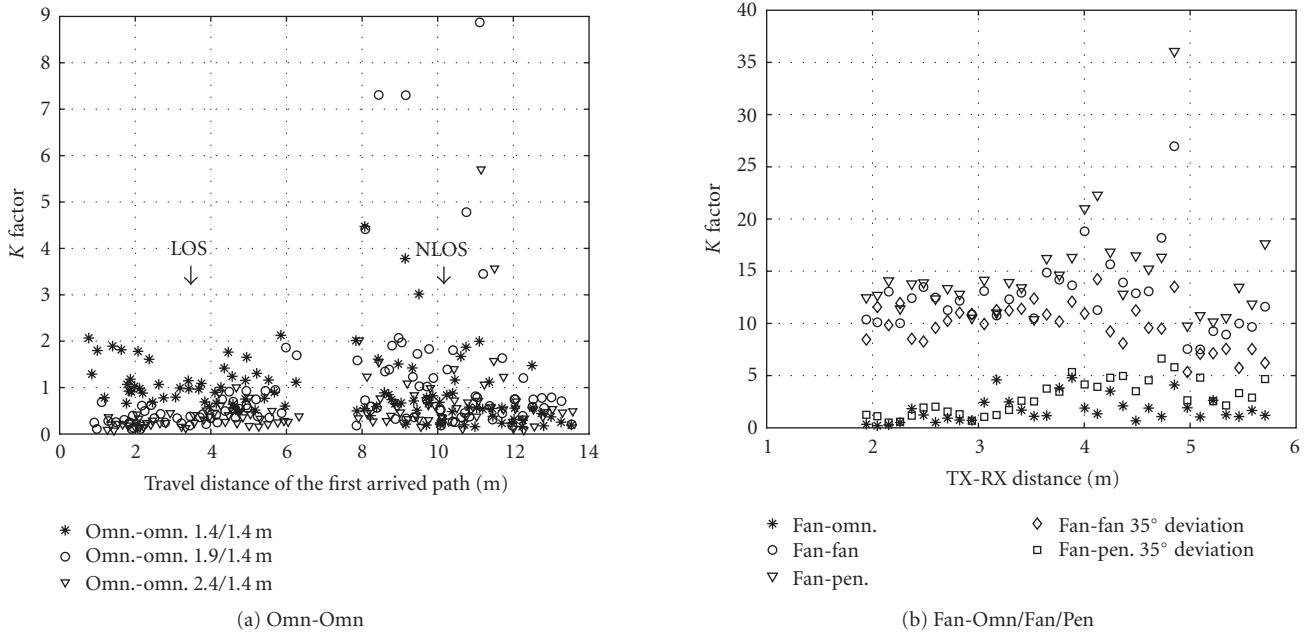 9
8
7
6
5
4
3
2
1
0
K factor
LOS
NLOS
0 2 4 6 8 10 12 14
Travel distance of the first arrived path (m)
Omn.-omn. 1.4/1.4 m
Omn.-omn. 1.9/1.4 m
Omn.-omn. 2.4/1.4 m
(a) Omn-Omn
40
35
30
25
20
15
10
5
0
K factor
1 2 3 4 5 6
TX-RX distance (m)
Fan-omn.
Fan-fan
Fan-pen.
Fan-fan 35° deviation
Fan-pen. 35° deviation
(b) Fan-Omn/Fan/Pen